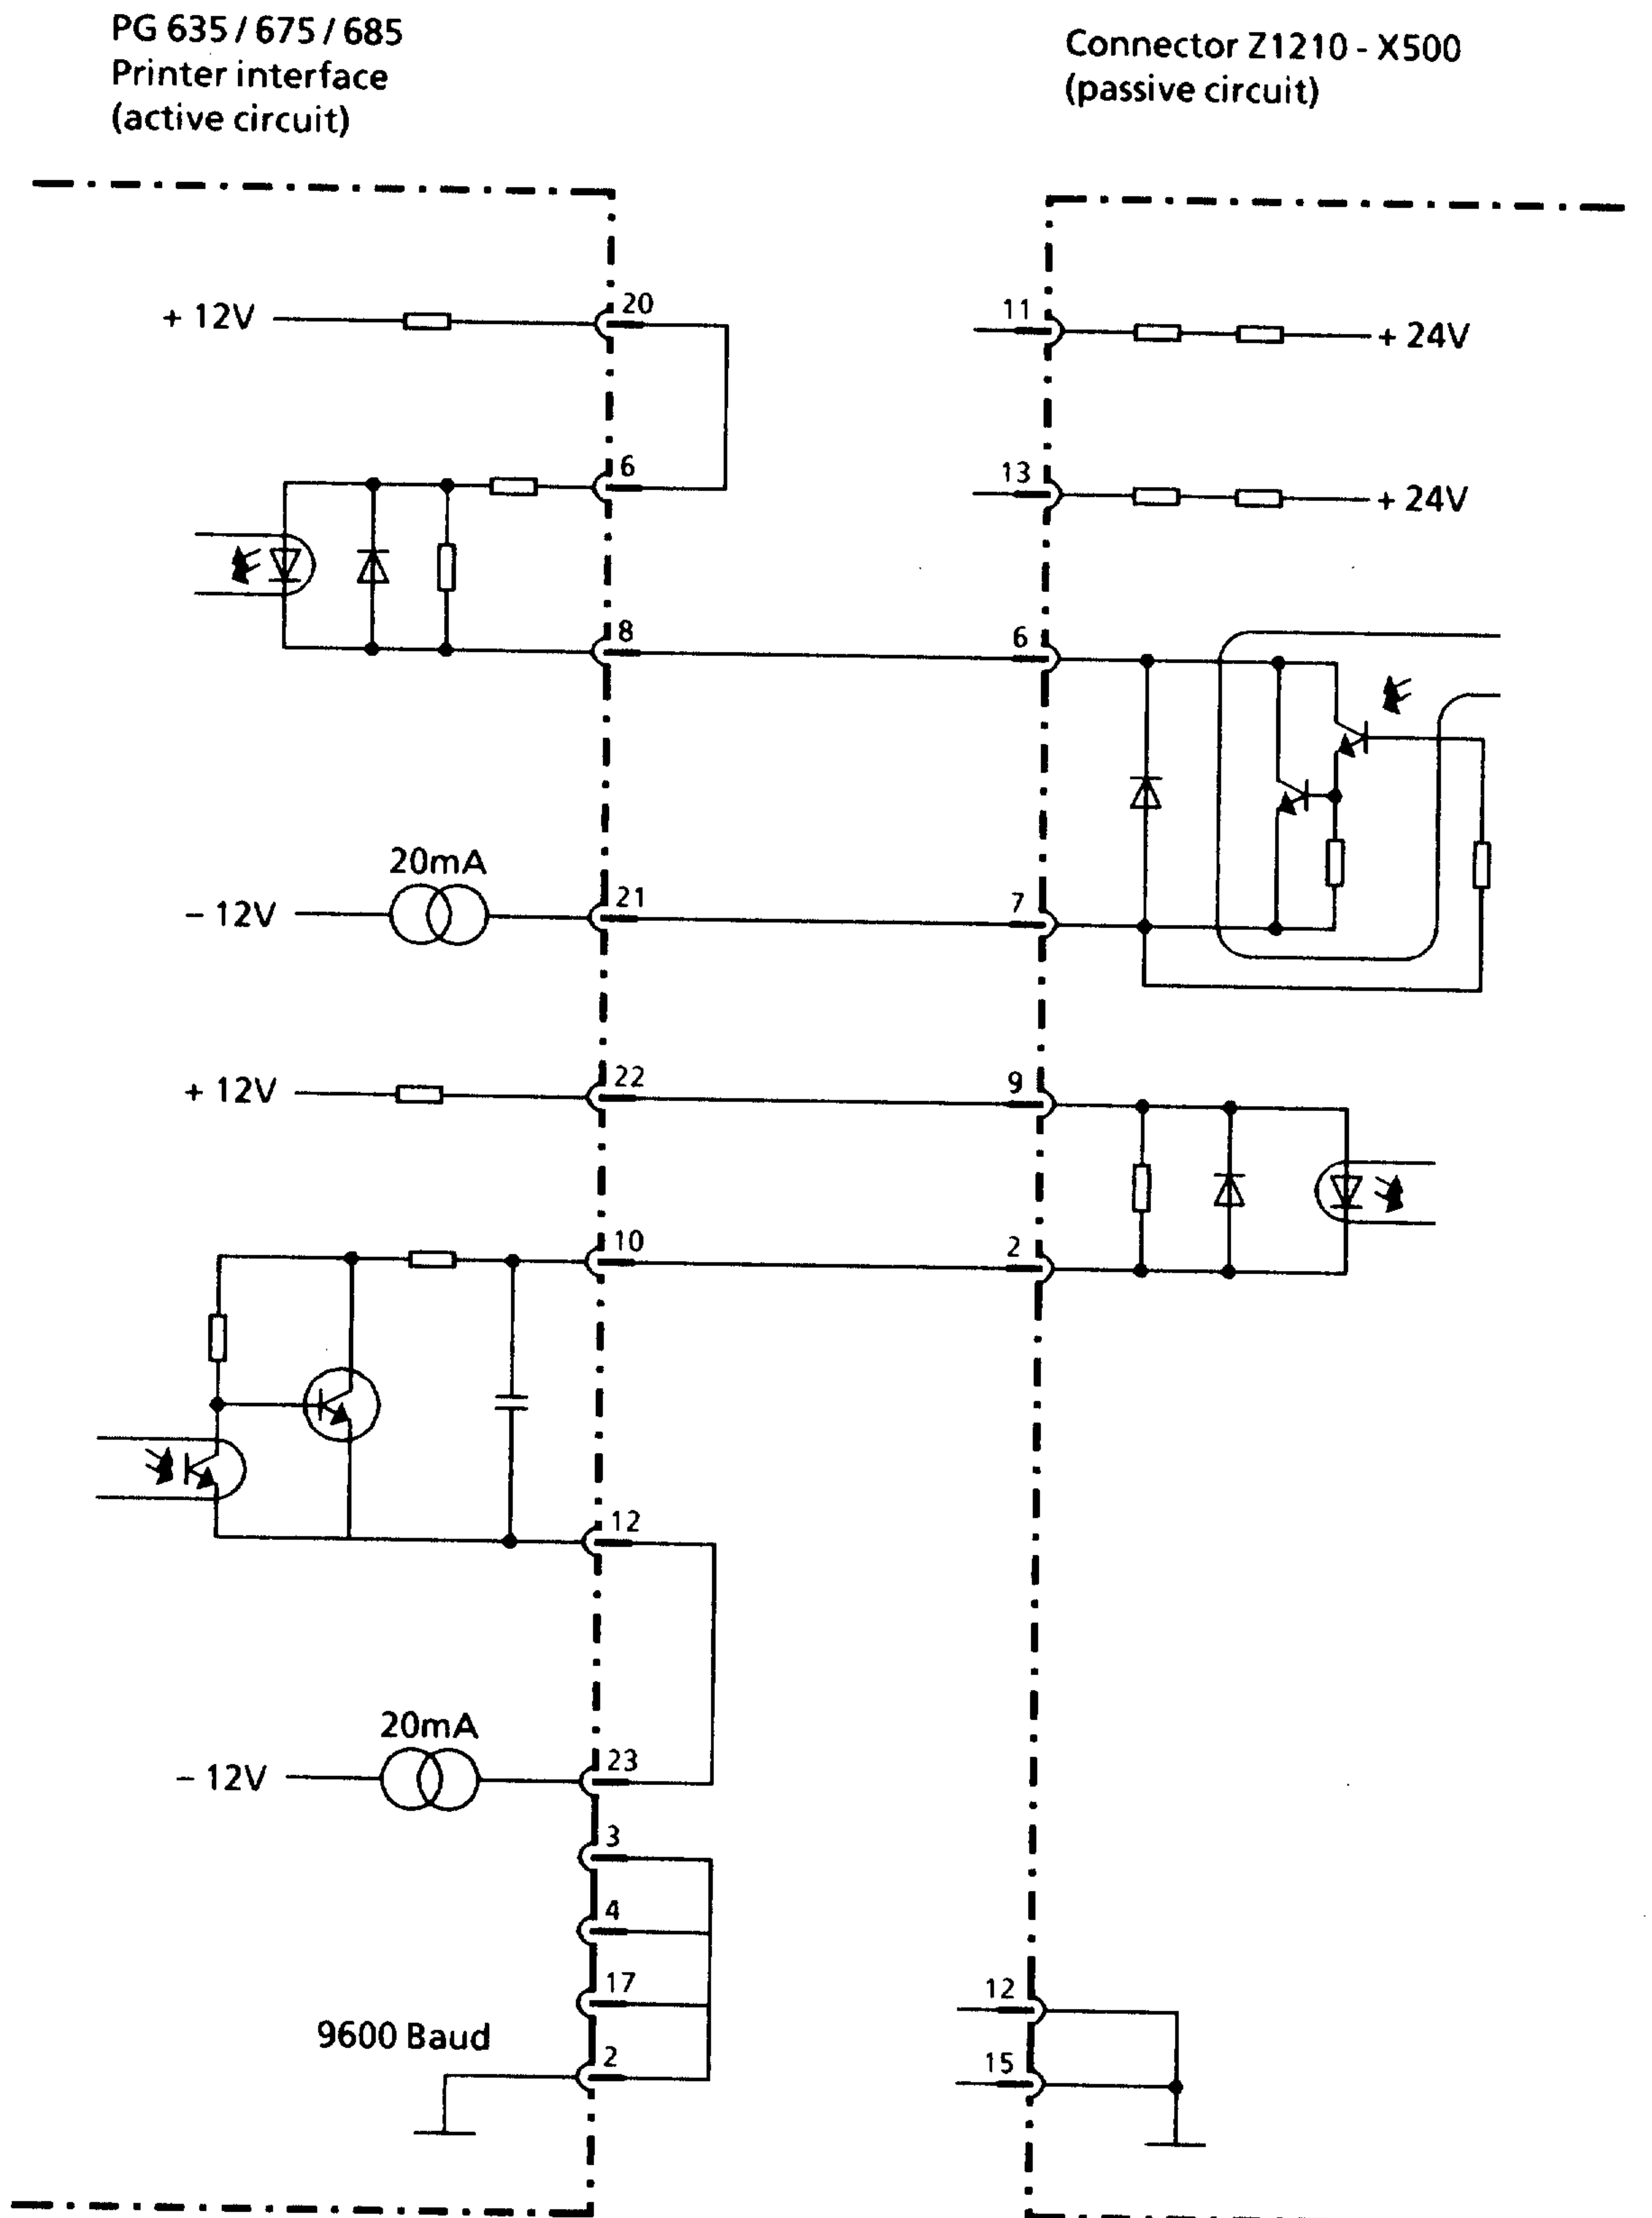 PG 635 / 675 / 685
Printer interface
(active circuit)
Connector Z1210 - X500
(passive circuit)
+ 12V
20
11
+ 24V
6
13
+ 24V
8
6
20mA
- 12V
21
7
+ 12V
22
9
10
2
12
20mA
- 12V
23
3
4
17
12
9600 Baud
2
15